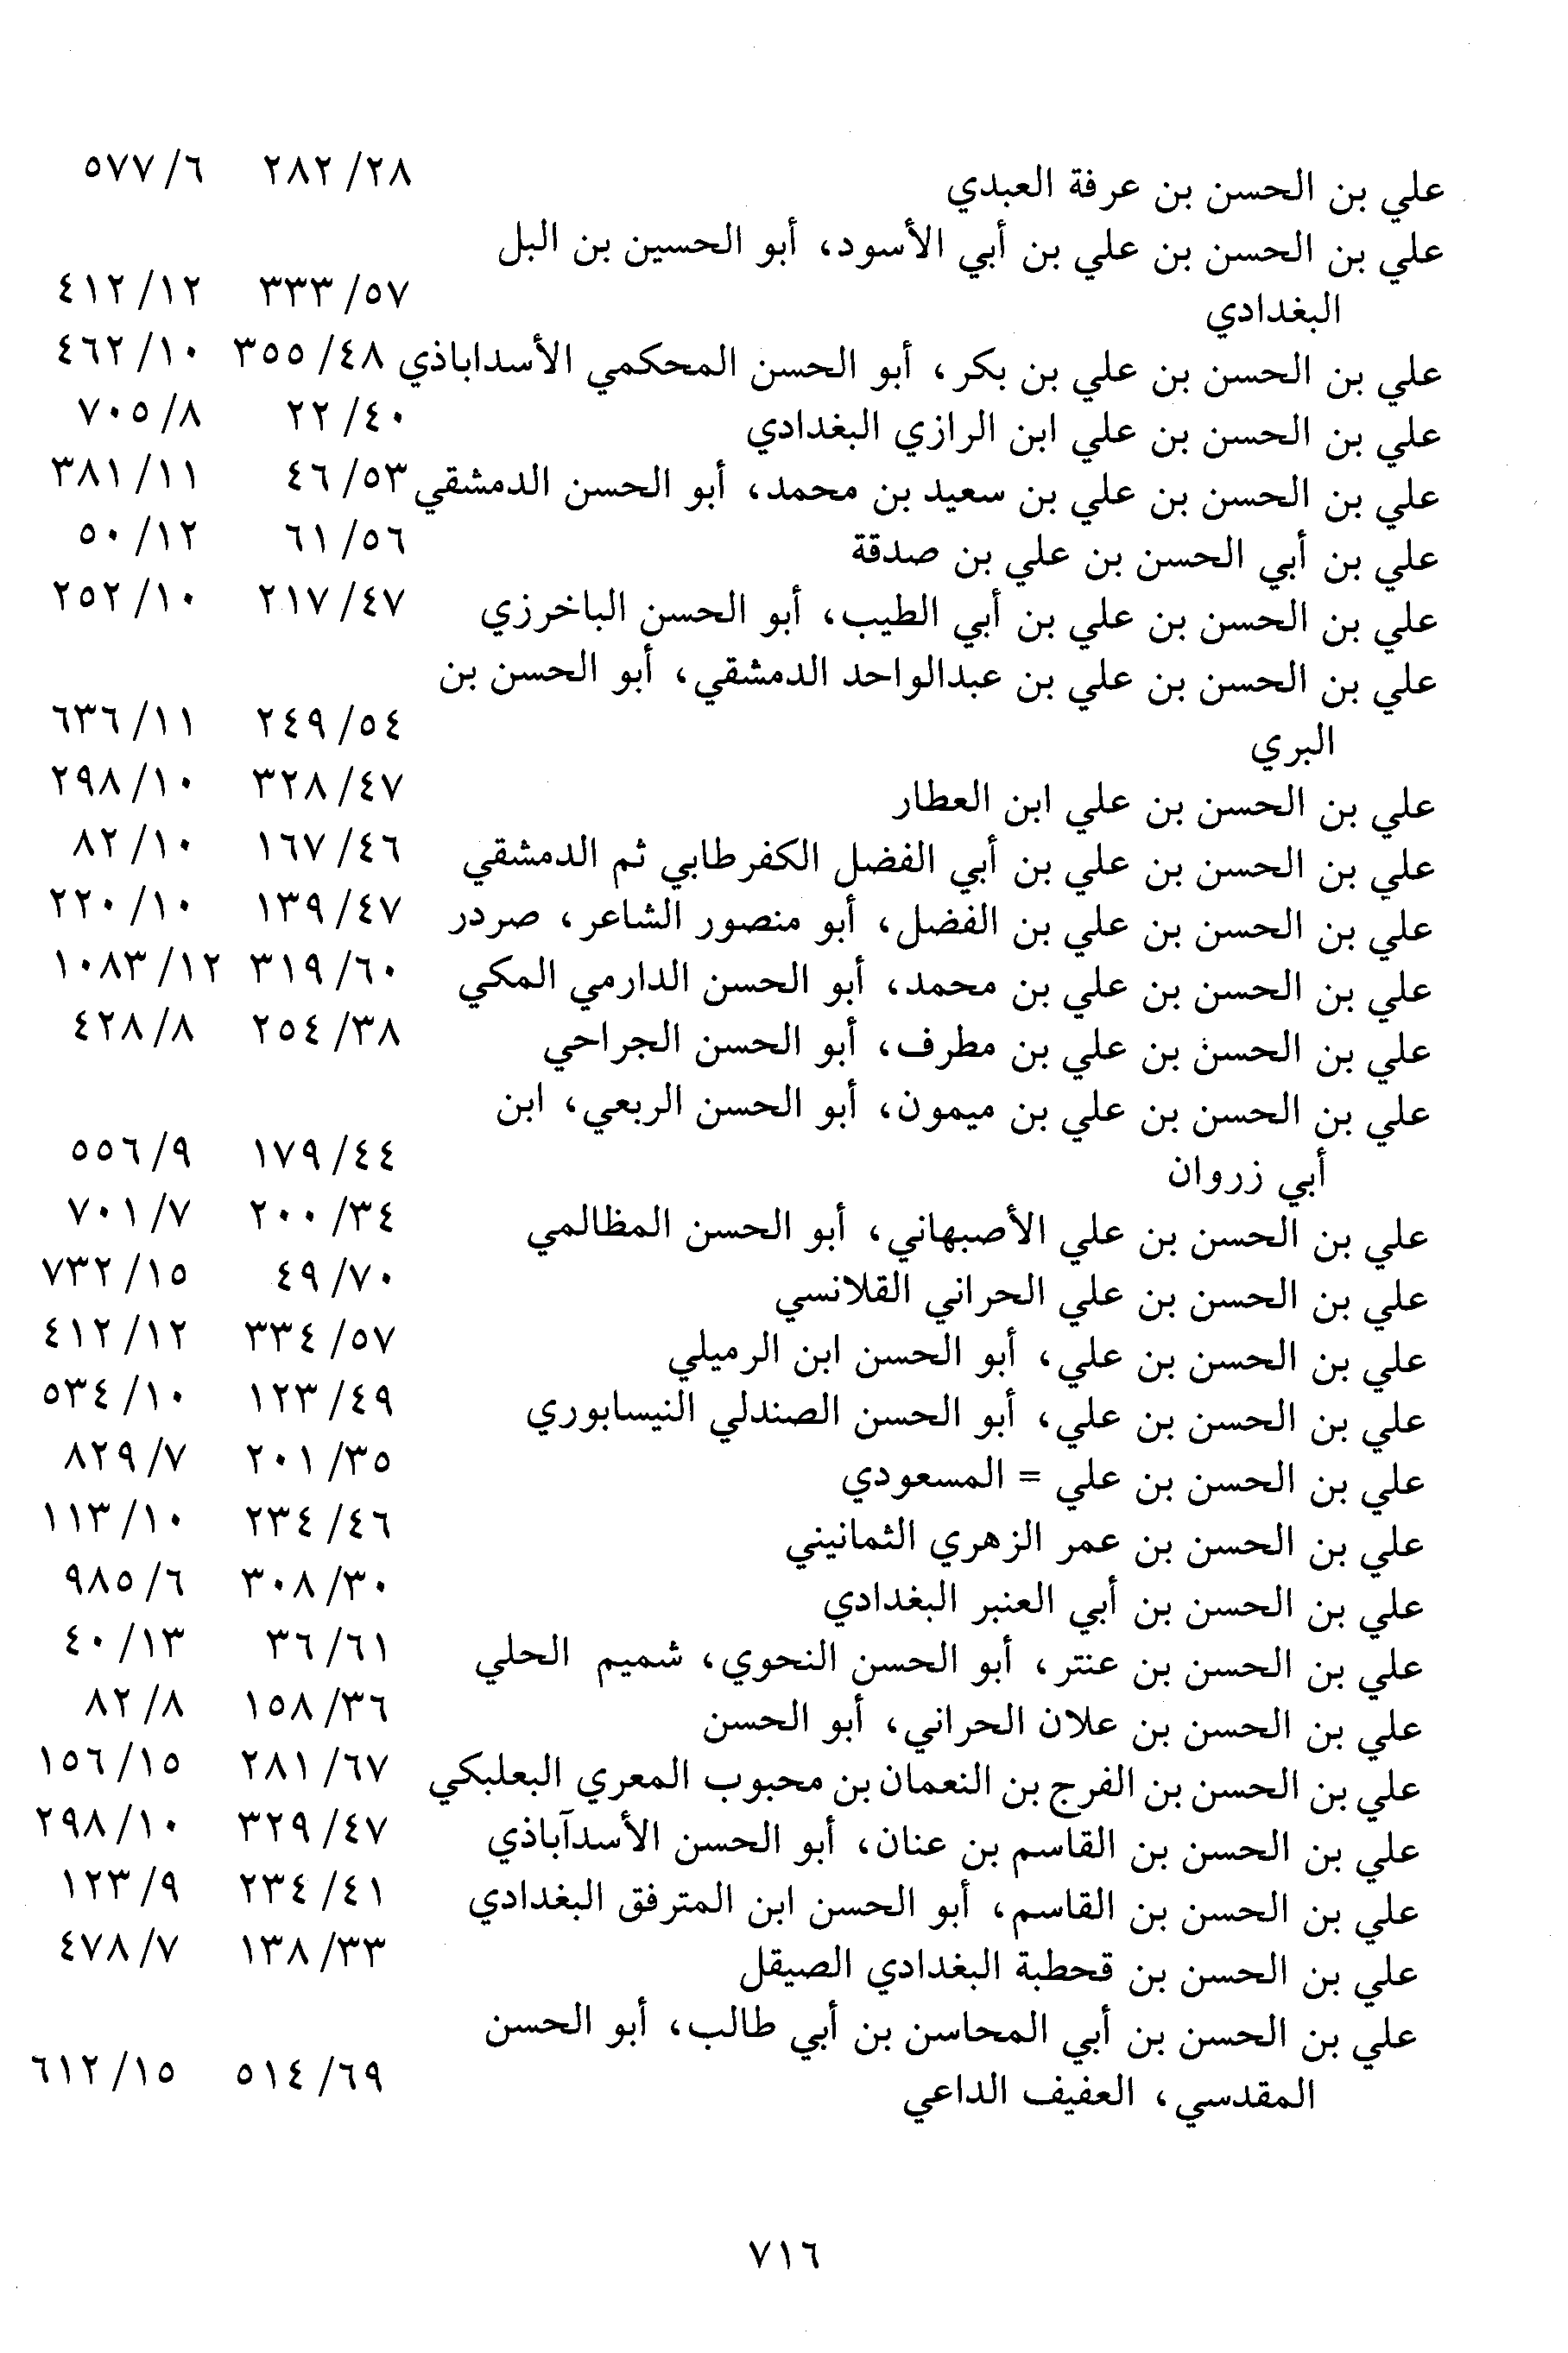 علي بن الحسن بن عرفة العبدي ٢٨/ ٢٨٢ ٦/ ٥٧٧
علي بن الحسن بن علي بن أبي الأسود، أبو الحسين بن البل
البغدادي ٥٧/ ٣٣٣ ١٢/ ٤١٢
علي بن الحسن بن علي بن بكر، أبو الحسن المحكمي الأسداباذي ٤٨/ ٣٥٥ ١٠/ ٤٦٢
علي بن الحسن بن علي ابن الرازي البغدادي ٤٠/ ٢٢ ٨/ ٧٠٥
علي بن الحسن بن علي بن سعيد بن محمد، أبو الحسن الدمشقي ٥٣/ ٤٦ ١١/ ٣٨١
علي بن أبي الحسن بن علي بن صدقة ٥٦/ ٦١ ١٢/ ٥٠
علي بن الحسن بن علي بن أبي الطيب، أبو الحسن الباخرزي ٤٧/ ٢١٧ ١٠/ ٢٥٢
علي بن الحسن بن علي بن عبدالواحد الدمشقي، أبو الحسن بن
البري ٥٤/ ٢٤٩ ١١/ ٦٣٦
علي بن الحسن بن علي ابن العطار ٤٧/ ٣٢٨ ١٠/ ٢٩٨
علي بن الحسن بن علي بن أبي الفضل الكفرطابي ثم الدمشقي ٤٦/ ١٦٧ ١٠/ ٨٢
علي بن الحسن بن علي بن الفضل، أبو منصور الشاعر، صردر ٤٧/ ١٣٩ ١٠/ ٢٢٠
علي بن الحسن بن علي بن محمد، أبو الحسن الدارمي المكي ٦٠/ ٣١٩ ١٢/ ١٠٨٣
علي بن الحسن بن علي بن مطرف، أبو الحسن الجراحي ٣٨/ ٢٥٤ ٨/ ٤٢٨
علي بن الحسن بن علي بن ميمون، أبو الحسن الربعي، ابن
أبي زروان ٤٤/ ١٧٩ ٩/ ٥٥٦
علي بن الحسن بن علي الأصبهاني، أبو الحسن المظالمي ٣٤/ ٢٠٠ ٧/ ٧٠١
علي بن الحسن بن علي الحراني القلانسي ٧٠/ ٤٩ ١٥/ ٧٣٢
علي بن الحسن بن علي، أبو الحسن ابن الرميلي ٥٧/ ٣٣٤ ١٢/ ٤١٢
علي بن الحسن بن علي، أبو الحسن الصندلي النيسابوري ٤٩/ ١٢٣ ١٠/ ٥٣٤
علي بن الحسن بن علي = المسعودي ٣٥/ ٢٠١ ٧/ ٨٢٩
علي بن الحسن بن عمر الزهري الثمانيني ٤٦/ ٢٣٤ ١٠/ ١١٣
علي بن الحسن بن أبي العنبر البغدادي ٣٠/ ٣٠٨ ٦/ ٩٨٥
علي بن الحسن بن عنتر، أبو الحسن النحوي، شميم الحلي ٦١/ ٣٦ ١٣/ ٤٠
علي بن الحسن بن علان الحراني، أبو الحسن ٣٦/ ١٥٨ ٨/ ٨٢
علي بن الحسن بن الفرج بن النعمان بن محبوب المعري البعلبكي ٦٧/ ٢٨١ ١٥/ ١٥٦
علي بن الحسن بن القاسم بن عنان، أبو الحسن الأسدآباذي ٤٧/ ٣٢٩ ١٠/ ٢٩٨
علي بن الحسن بن القاسم، أبو الحسن ابن المترفق البغدادي ٤١/ ٢٣٤ ٩/ ١٢٣
علي بن الحسن بن قحطبة البغدادي الصيقل ٣٣/ ١٣٨ ٧/ ٤٧٨
علي بن الحسن بن أبي المحاسن بن أبي طالب، أبو الحسن
المقدسي، العفيف الداعي ٦٩/ ٥١٤ ١٥/ ٦١٢
٧١٦